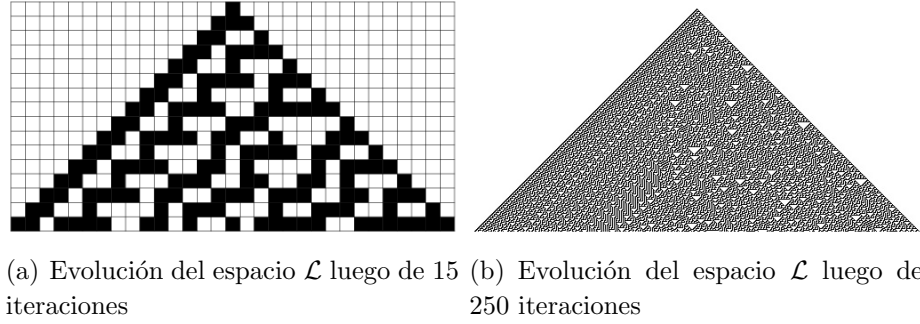 (a) Evolución del espacio ℒ luego de 15 iteraciones
(b) Evolución del espacio ℒ luego de 250 iteraciones